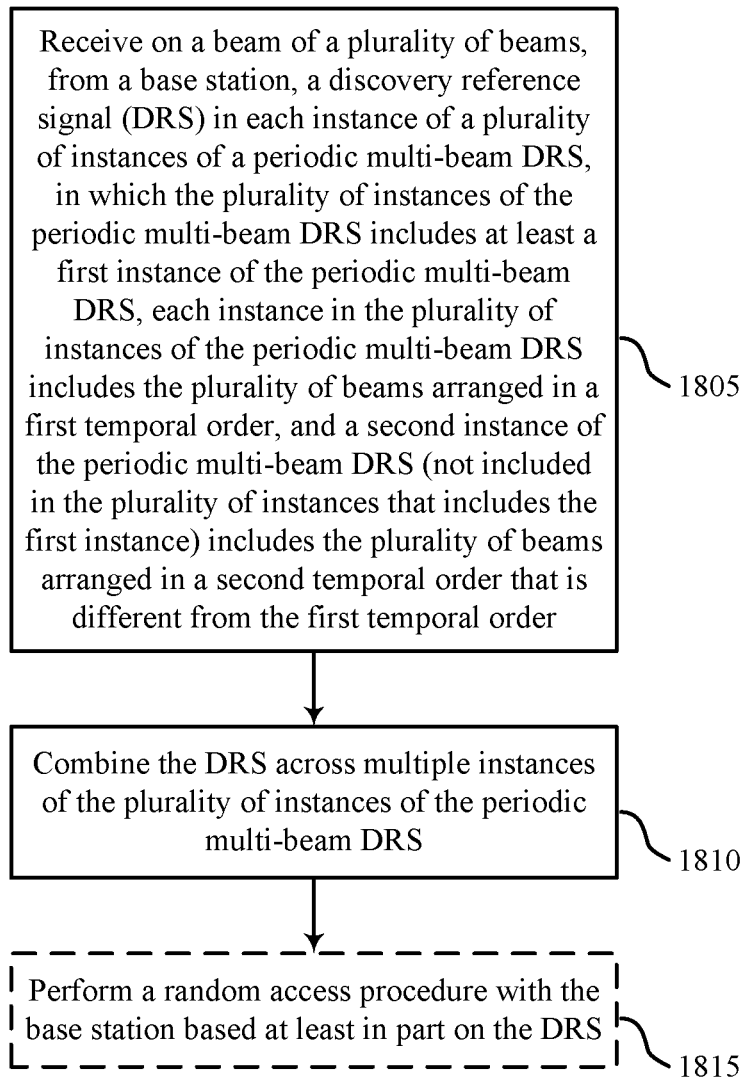 Receive on a beam of a plurality of beams,
from a base station, a discovery reference
signal (DRS) in each instance of a plurality
of instances of a periodic multi-beam DRS,
in which the plurality of instances of the
periodic multi-beam DRS includes at least a
first instance of the periodic multi-beam
DRS, each instance in the plurality of
instances of the periodic multi-beam DRS
includes the plurality of beams arranged in a
first temporal order, and a second instance of
the periodic multi-beam DRS (not included
in the plurality of instances that includes the
first instance) includes the plurality of beams
arranged in a second temporal order that is
different from the first temporal order
1805
Combine the DRS across multiple instances
of the plurality of instances of the periodic
multi-beam DRS
1810
Perform a random access procedure with the
base station based at least in part on the DRS
1815